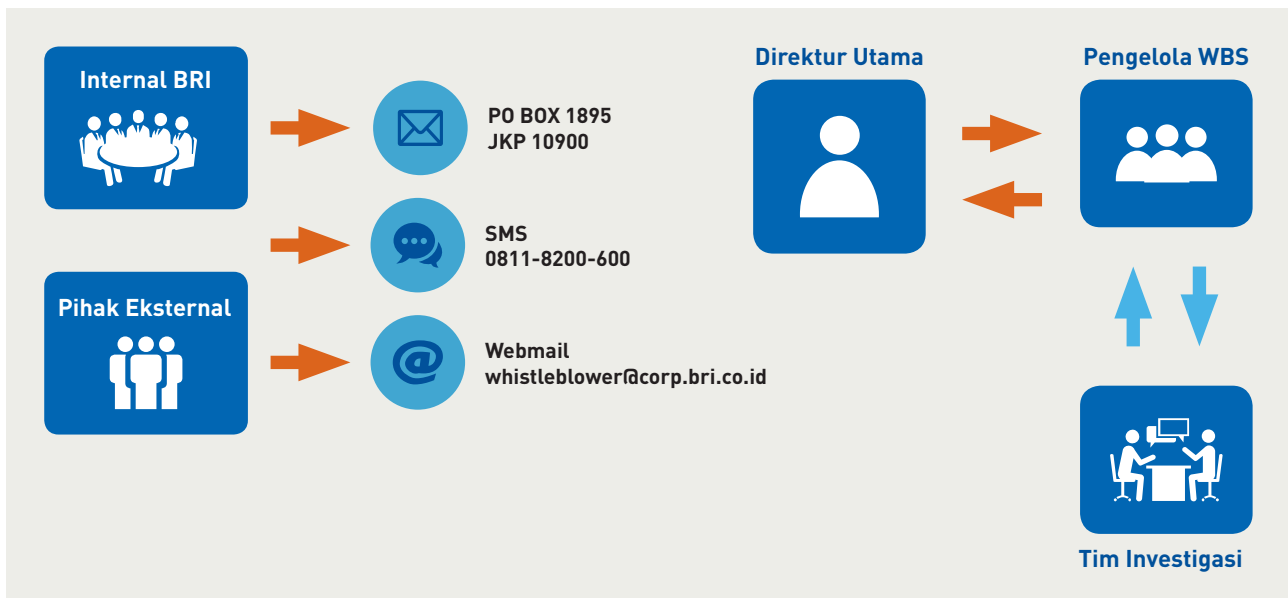 Internal BRI
Pihak Eksternal
PO BOX 1895
JKP 10900
SMS
0811-8200-600
@
Webmail
whistleblower@corp.bri.co.id
Direktur Utama
Pengelola WBS
Tim Investigasi